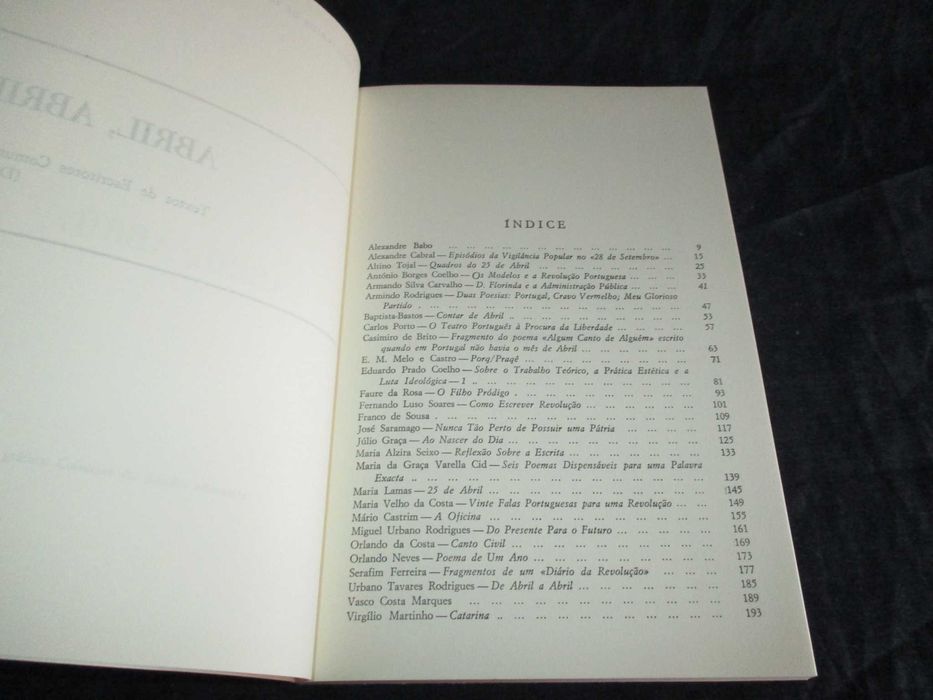 ABRIL, ABRI
Textos de Escritores Comun
(D
ÍNDICE
Alexandre Babo ... ... ... ... ... ... ... ... ... ... ... 9
Alexandre Cabral — Episódios da Vigilância Popular no «28 de Setembro» ... 15
Altino Tojal — Quadros do 25 de Abril ... ... ... ... ... ... ... 25
António Borges Coelho — Os Modelos e a Revolução Portuguesa ... ... ... 33
Armando Silva Carvalho — D. Florinda e a Administração Pública ... ... ... 41
Armindo Rodrigues — Duas Poesias: Portugal, Cravo Vermelho; Meu Glorioso
Partido . ... ... ... ... ... ... ... ... ... ... ... 47
Baptista-Bastos — Contar de Abril .. ... ... ... ... ... ... ... 53
Carlos Porto — O Teatro Português à Procura da Liberdade ... ... ... ... 57
Casimiro de Brito — Fragmento do poema «Algum Canto de Alguém» escrito
quando em Portugal não havia o mês de Abril ... ... ... ... ... 63
E. M. Melo e Castro — Porq/Praqê ... ... ... ... ... ... ... ... 71
Eduardo Prado Coelho — Sobre o Trabalho Teórico, a Prática Estética e a
Luta Ideológica — 1 .. ... ... ... ... ... ... ... ... ... 81
Faure da Rosa — O Filho Pródigo . ... ... ... ... ... ... ... ... 93
Fernando Luso Soares — Como Escrever Revolução ... ... ... ... ... 101
Franco de Sousa . ... ... ... ... ... ... ... ... ... ... ... 109
José Saramago — Nunca Tão Perto de Possuir uma Pátria ... ... ... ... 117
Júlio Graça — Ao Nascer do Dia ... ... ... ... ... ... ... ... ... 125
Maria Alzira Seixo — Reflexão Sobre a Escrita ... ... ... ... ... ... 133
Maria da Graça Varella Cid — Seis Poemas Dispensáveis para uma Palavra
Exacta .. ... ... ... ... ... ... ... ... ... ... ... 139
Maria Lamas — 25 de Abril ... ... ... ... ... ... ... ... ... ... 145
Maria Velho da Costa — Vinte Falas Portuguesas para uma Revolução ... ... 149
Mário Castrim — A Oficina ... ... ... ... ... ... ... ... ... ... 155
Miguel Urbano Rodrigues — Do Presente Para o Futuro ... ... ... ... ... 161
Orlando da Costa — Canto Civil ... ... ... ... ... ... ... ... ... 169
Orlando Neves — Poema de Um Ano ... ... ... ... ... ... ... ... 173
Serafim Ferreira — Fragmentos de um «Diário da Revolução» ... ... ... ... 177
Urbano Tavares Rodrigues — De Abril a Abril . ... ... ... ... ... ... 185
Vasco Costa Marques ... ... ... ... ... ... ... ... ... ... ... 189
Virgílio Martinho — Catarina .. ... ... ... ... ... ... ... ... ... 193